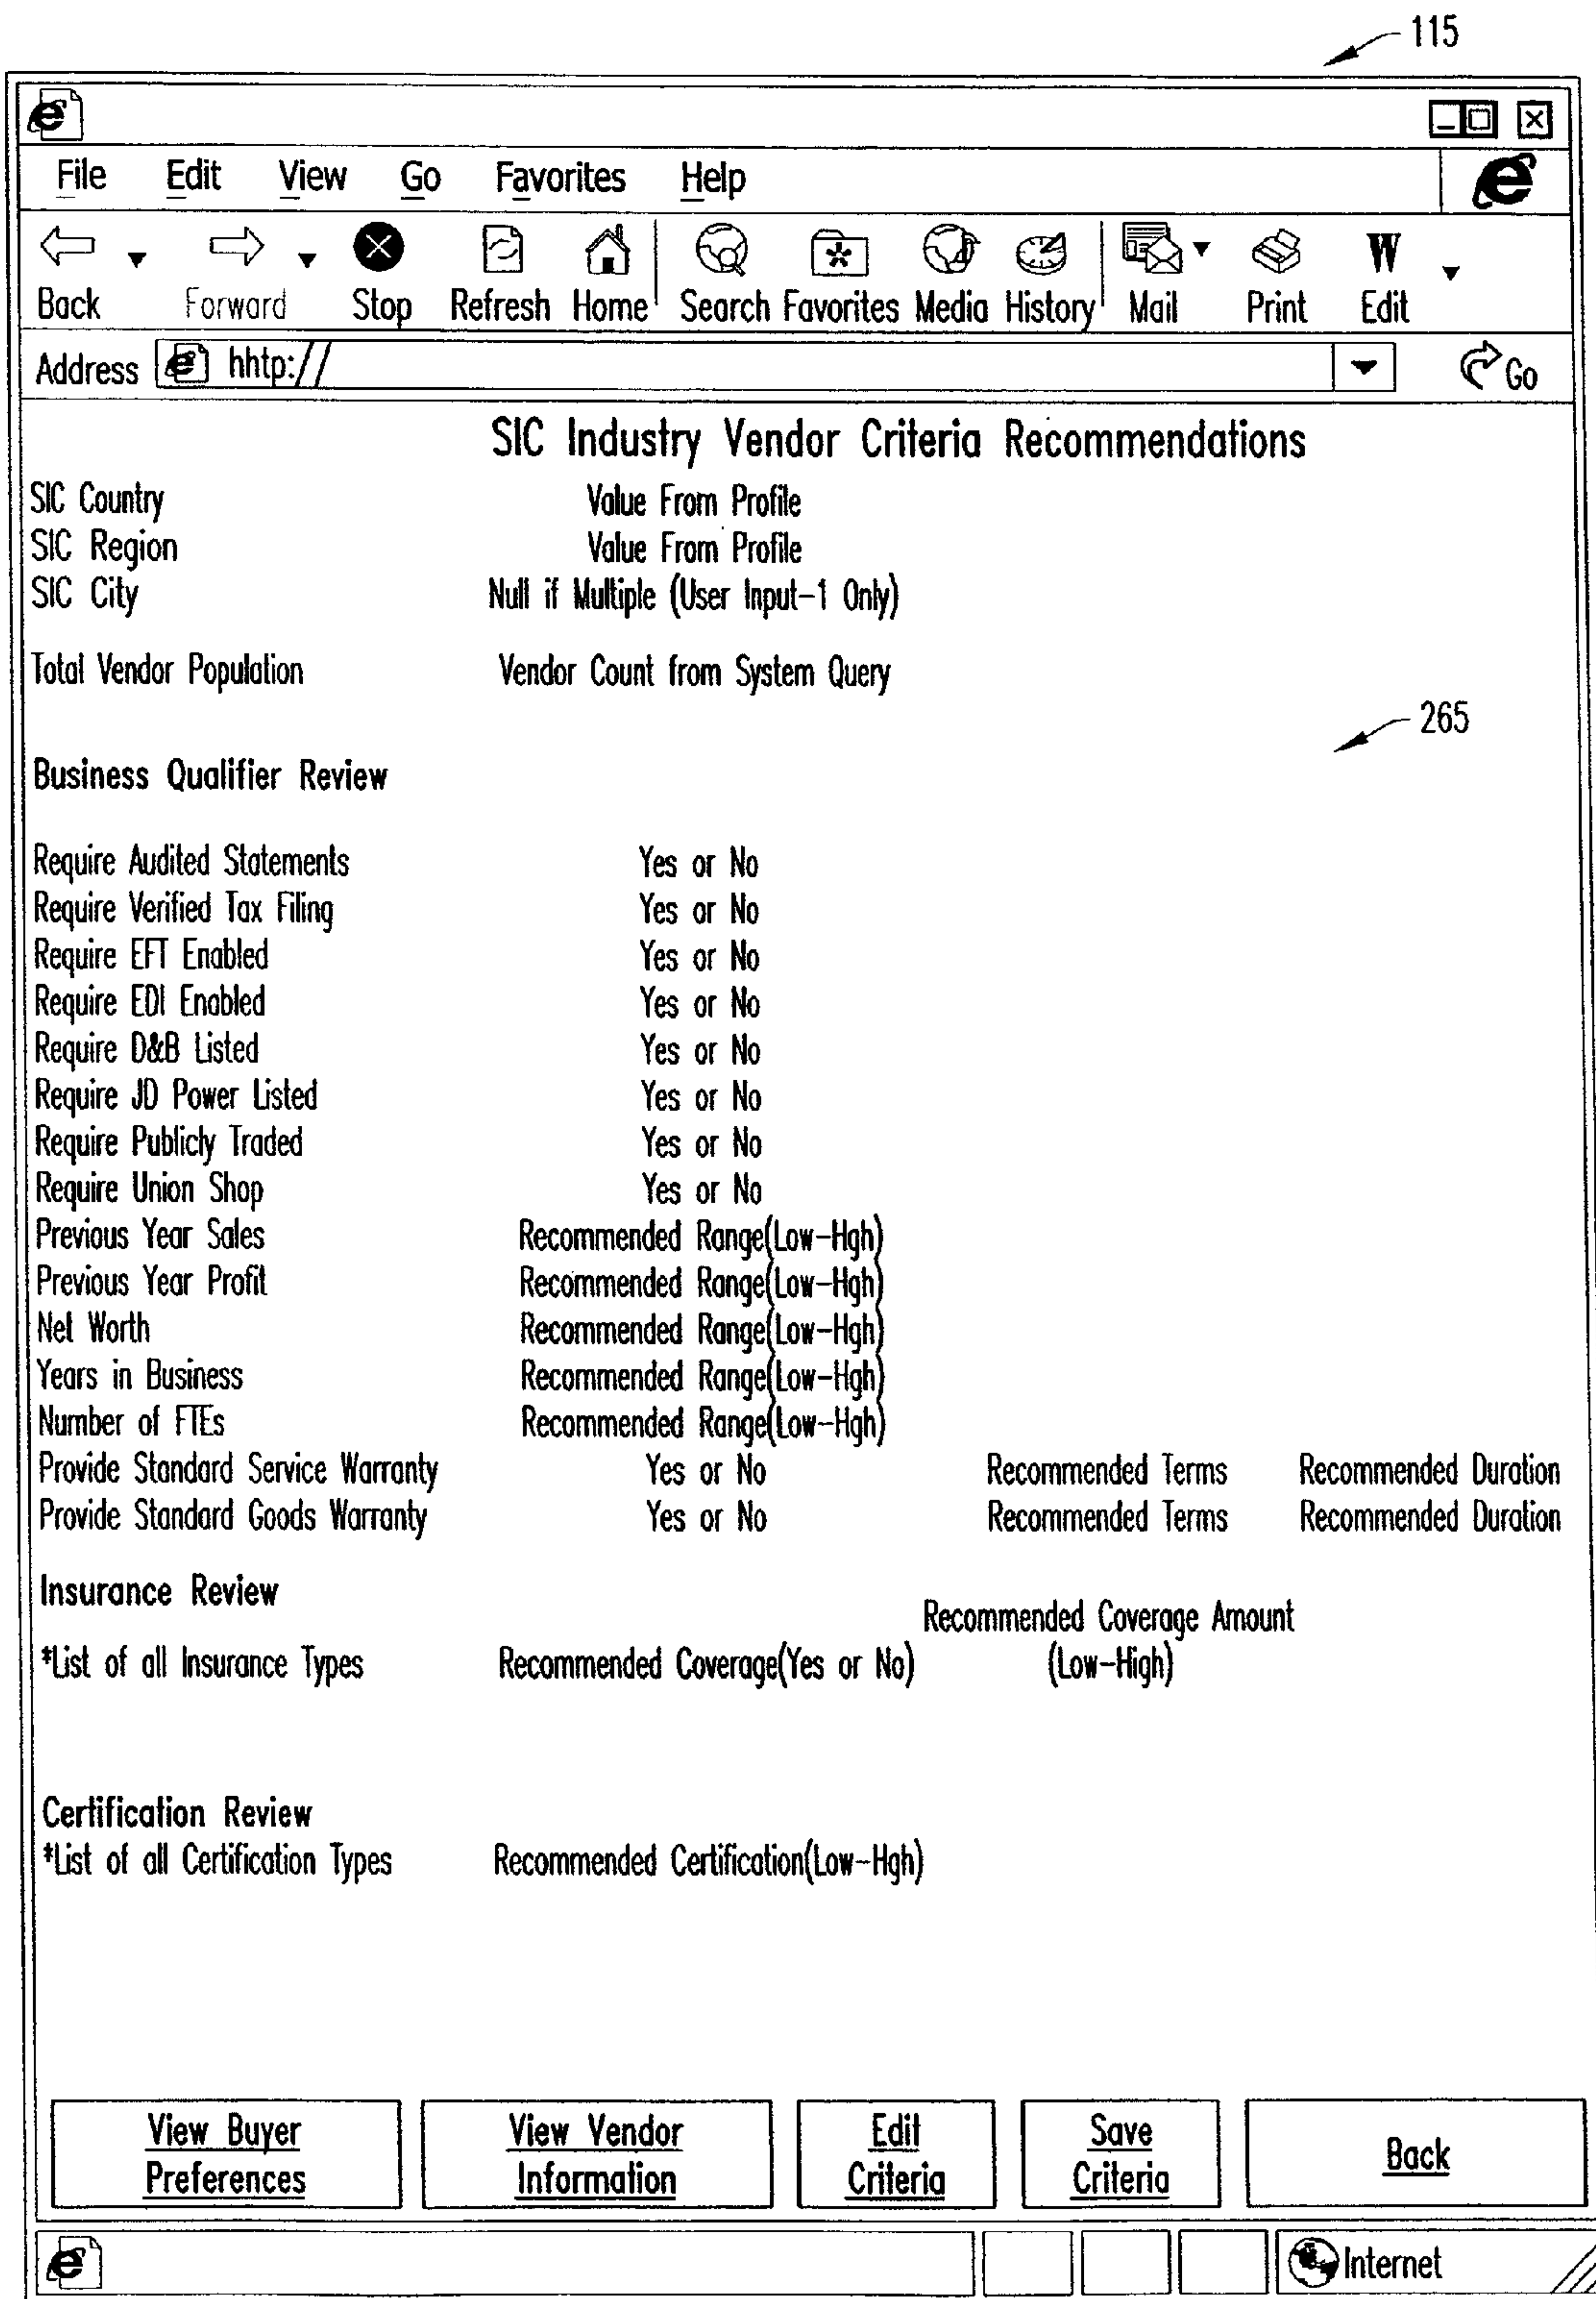 115
File Edit View Go Favorites Help
Back Forward Stop Refresh Home Search Favorites Media History Mail Print Edit
Address hhtp:// Go
SIC Industry Vendor Criteria Recommendations
SIC Country Value From Profile
SIC Region Value From Profile
SIC City Null if Multiple (User Input-1 Only)
Total Vendor Population Vendor Count from System Query
265
Business Qualifier Review
Require Audited Statements Yes or No
Require Verified Tax Filing Yes or No
Require EFT Enabled Yes or No
Require EDI Enabled Yes or No
Require D&B Listed Yes or No
Require JD Power Listed Yes or No
Require Publicly Traded Yes or No
Require Union Shop Yes or No
Previous Year Sales Recommended Range(Low-Hgh)
Previous Year Profit Recommended Range(Low-Hgh)
Net Worth Recommended Range(Low-Hgh)
Years in Business Recommended Range(Low-Hgh)
Number of FTEs Recommended Range(Low-Hgh)
Provide Standard Service Warranty Yes or No Recommended Terms Recommended Duration
Provide Standard Goods Warranty Yes or No Recommended Terms Recommended Duration
Insurance Review
Recommended Coverage Amount
*List of all Insurance Types Recommended Coverage(Yes or No) (Low-High)
Certification Review
*List of all Certification Types Recommended Certification(Low-Hgh)
View Buyer Preferences
View Vendor Information
Edit Criteria
Save Criteria
Back
Internet